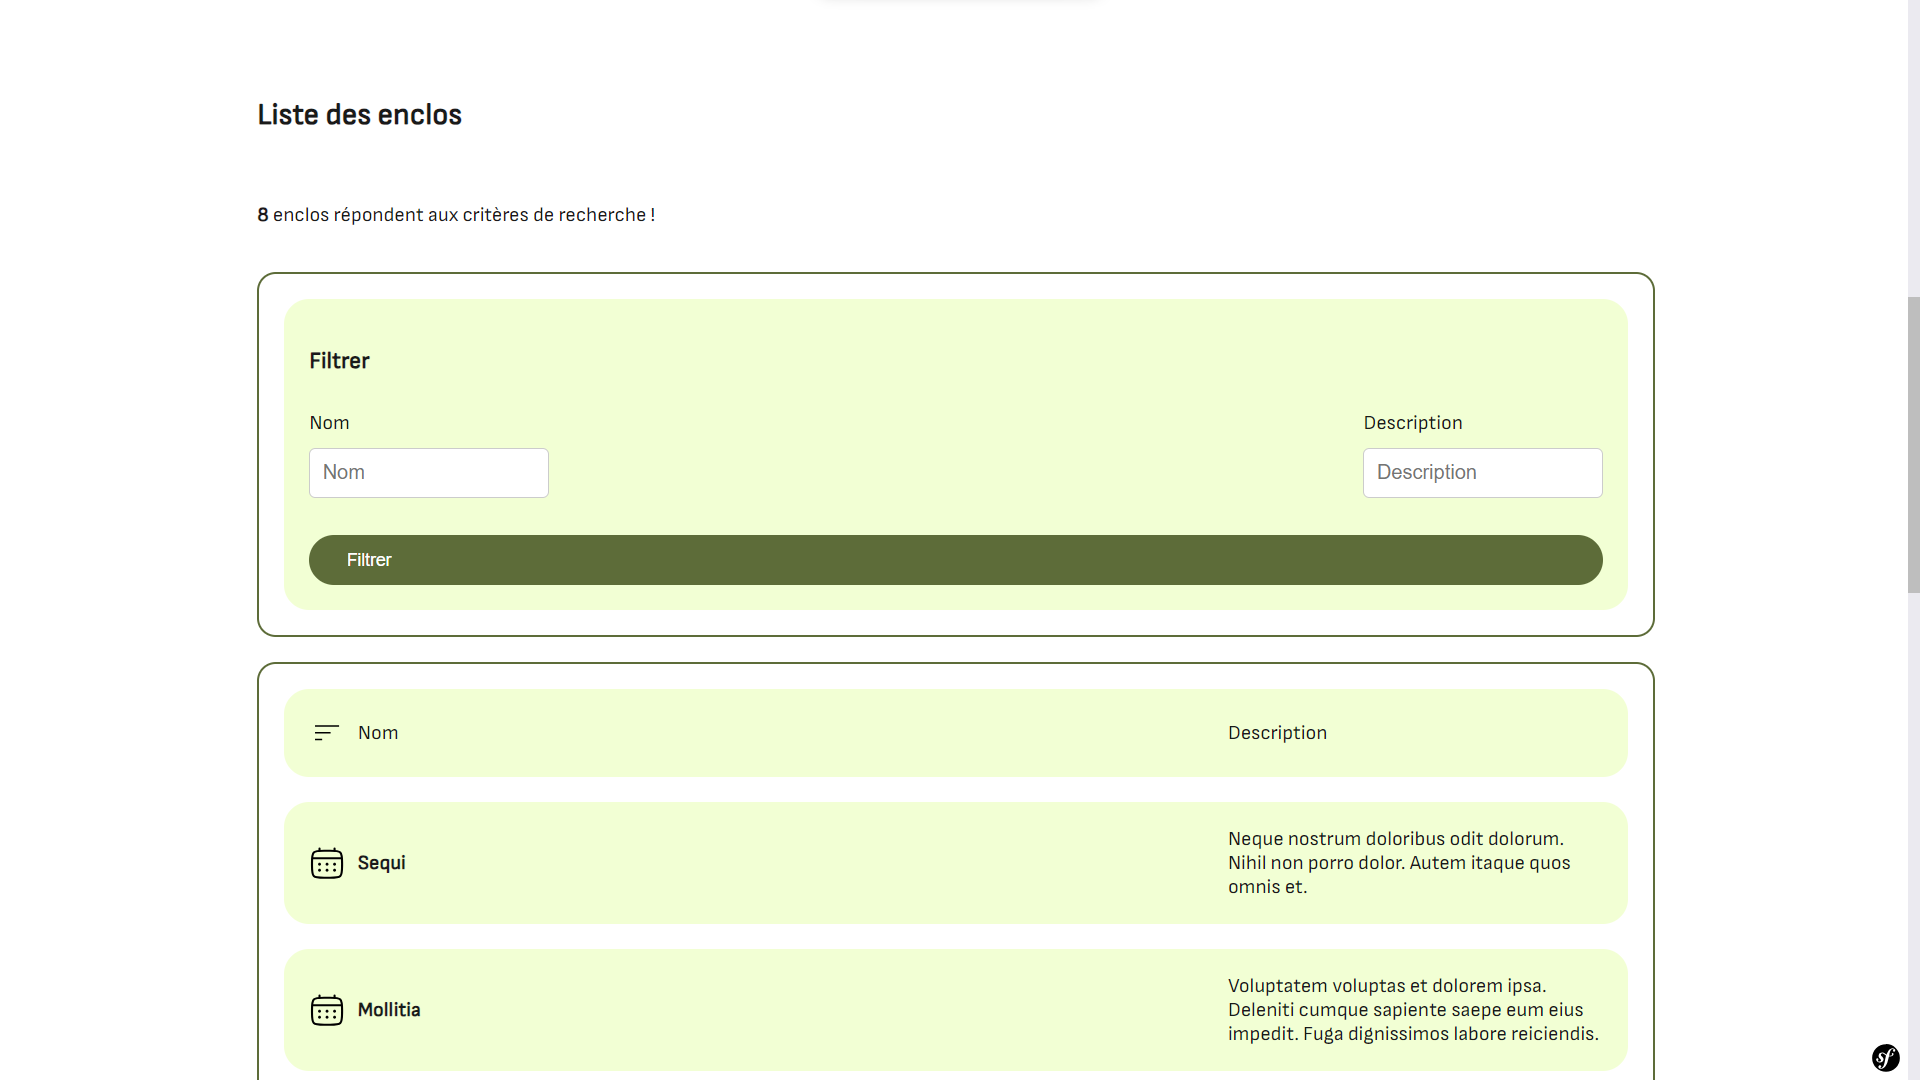 Liste des enclos
8 enclos répondent aux critères de recherche !
Filtrer
Nom
Description
Nom
Description
Filtrer
Nom
Description
Sequi
Neque nostrum doloribus odit dolorum.
Nihil non porro dolor. Autem itaque quos
omnis et.
Mollitia
Voluptatem voluptas et dolorem ipsa.
Deleniti cumque sapiente saepe eum eius
impedit. Fuga dignissimos labore reiciendis.
sf